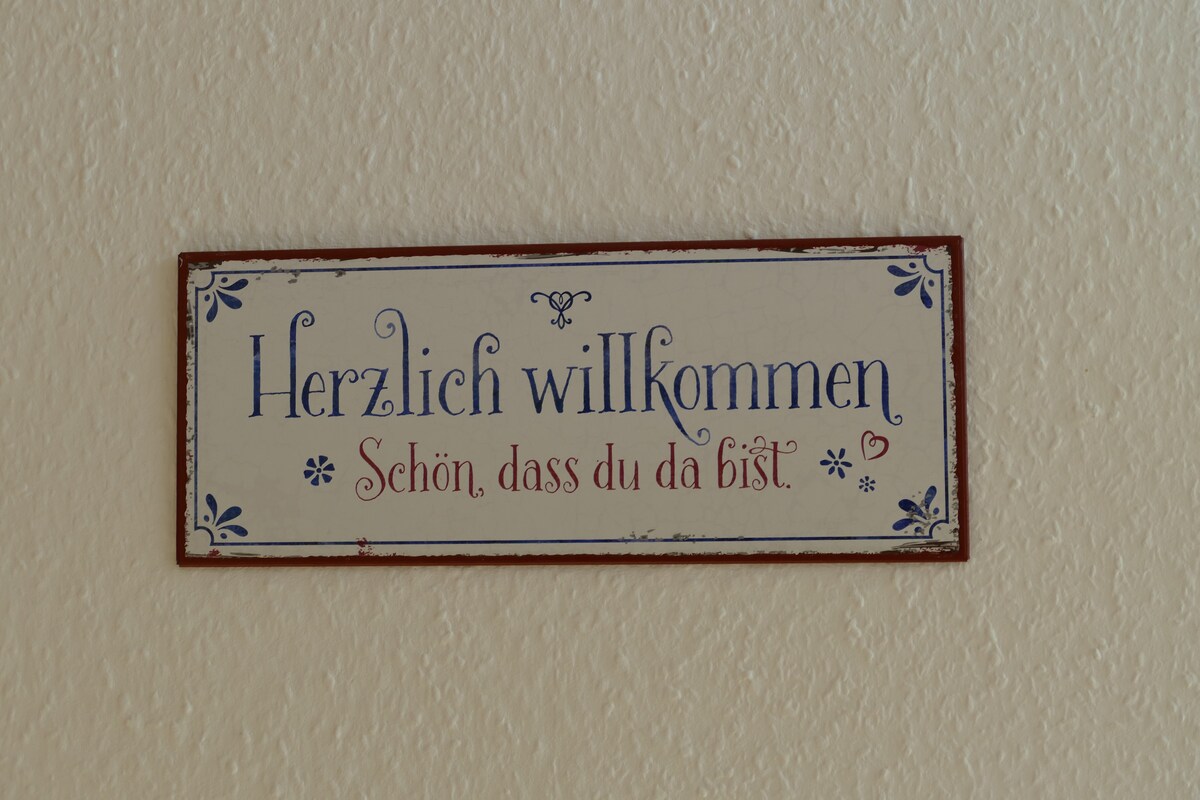 Herzlich willkommen
Schön, dass du da bist.